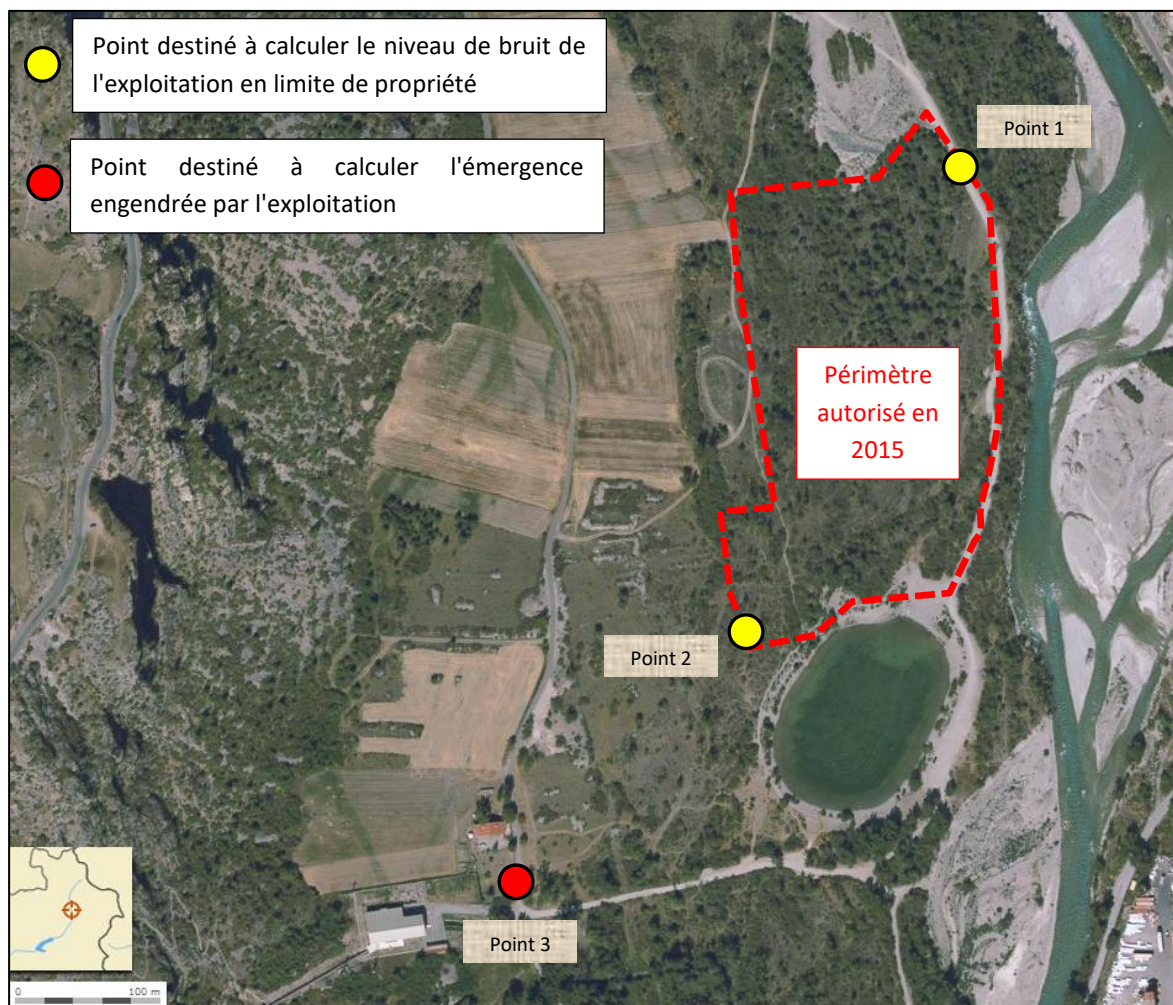 Point destiné à calculer le niveau de bruit de
l'exploitation en limite de propriété
Point destiné à calculer l'émergence
engendrée par l'exploitation
Point 1
Périmètre
autorisé en
2015
Point 2
Point 3
0 100 m